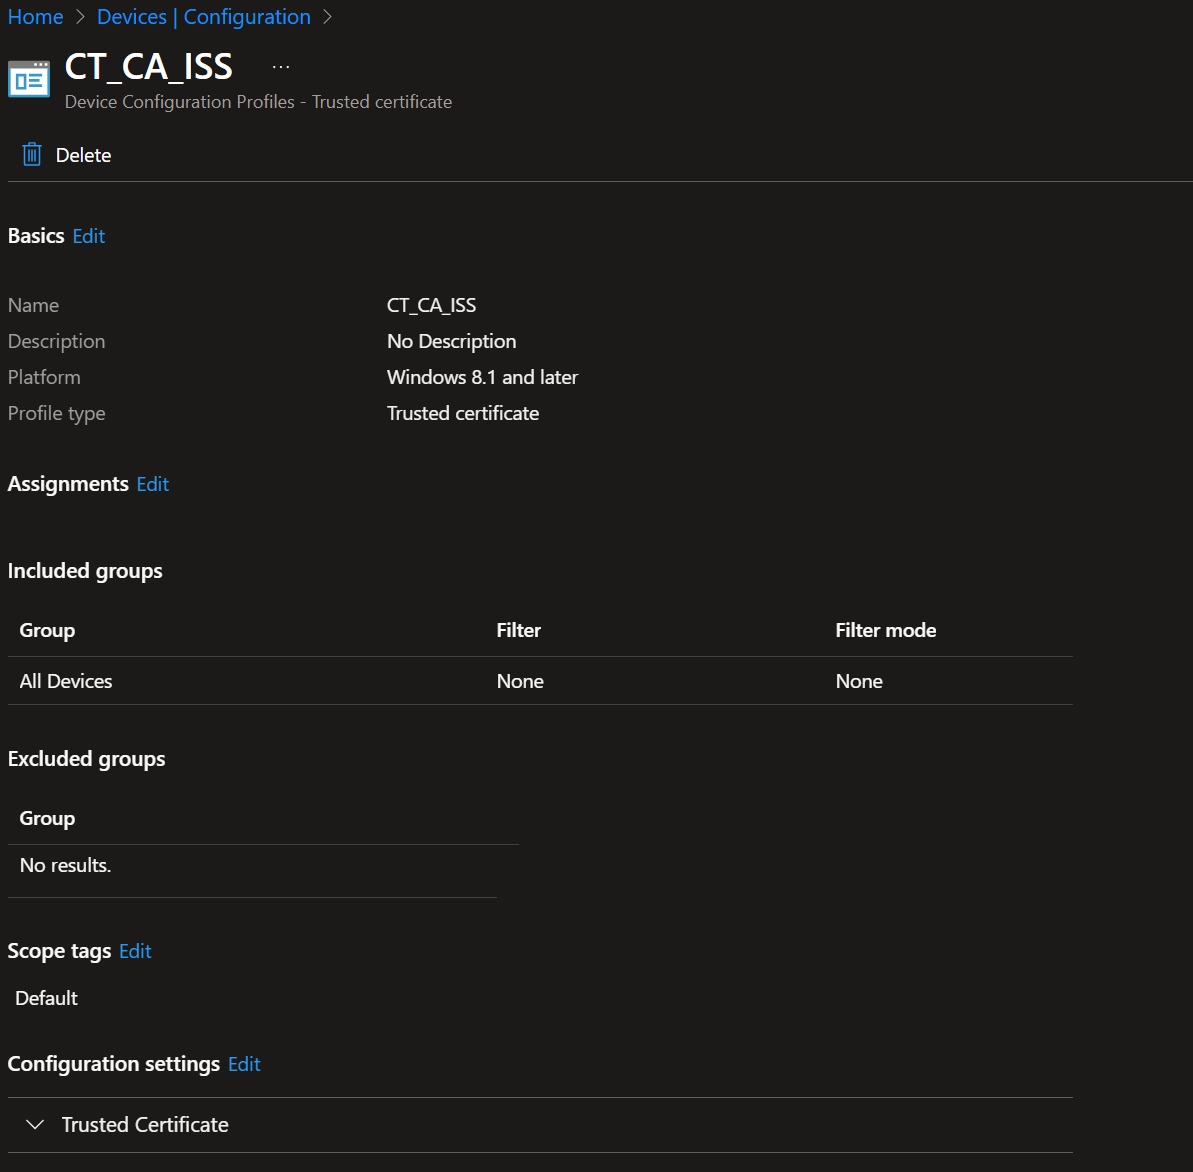 Home > Devices | Configuration >
CT_CA_ISS ...
Device Configuration Profiles - Trusted certificate
Delete
Basics Edit
Name CT_CA_ISS
Description No Description
Platform Windows 8.1 and later
Profile type Trusted certificate
Assignments Edit
Included groups
Group Filter Filter mode
All Devices None None
Excluded groups
Group
No results.
Scope tags Edit
Default
Configuration settings Edit
Trusted Certificate